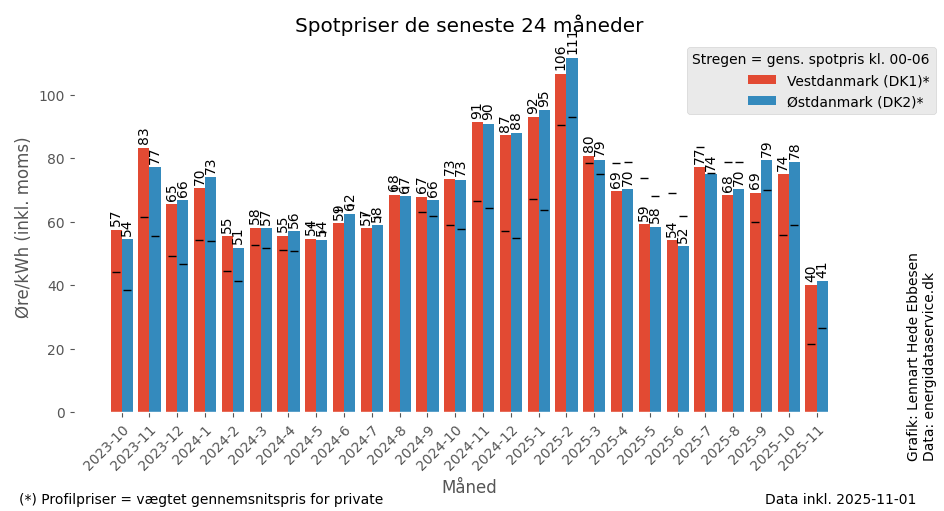 Spotpriser de seneste 24 måneder
Stregen = gens. spotpris kl. 00-06
Vestdanmark (DK1)*
Østdanmark (DK2)*
Øre/kWh (inkl. moms)
100
80
60
40
20
0
57 54 83 77 65 66 70 73 55 51 58 57 55 56 54 54 59 62 57 58 68 67 67 66 73 73 91 90 87 88 92 95 106 111 80 79 69 70 59 58 54 52 77 74 68 70 69 79 74 78 40 41
2023-10 2023-11 2023-12 2024-1 2024-2 2024-3 2024-4 2024-5 2024-6 2024-7 2024-8 2024-9 2024-10 2024-11 2024-12 2025-1 2025-2 2025-3 2025-4 2025-5 2025-6 2025-7 2025-8 2025-9 2025-10 2025-11
Måned
Grafik: Lennart Hede Ebbesen
Data: energidataservice.dk
(*) Profilpriser = vægtet gennemsnitspris for private
Data inkl. 2025-11-01